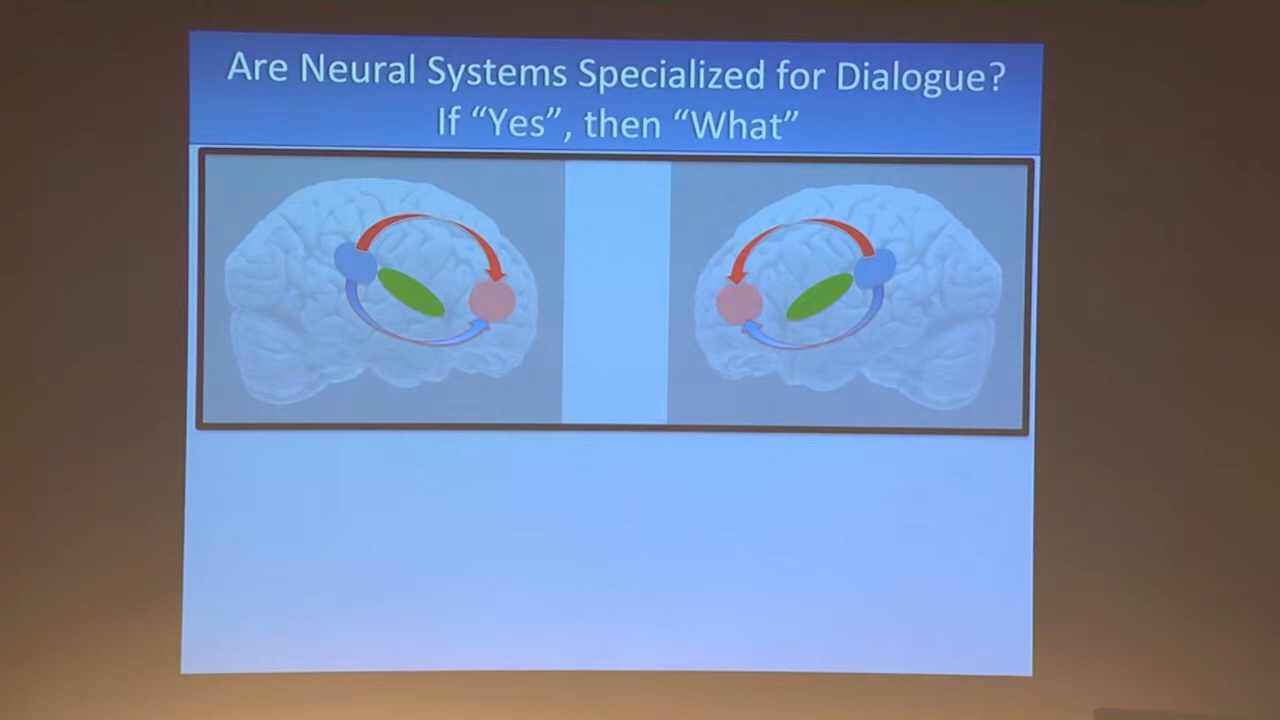 Are Neural Systems Specialized for Dialogue?
If “Yes”, then “What”